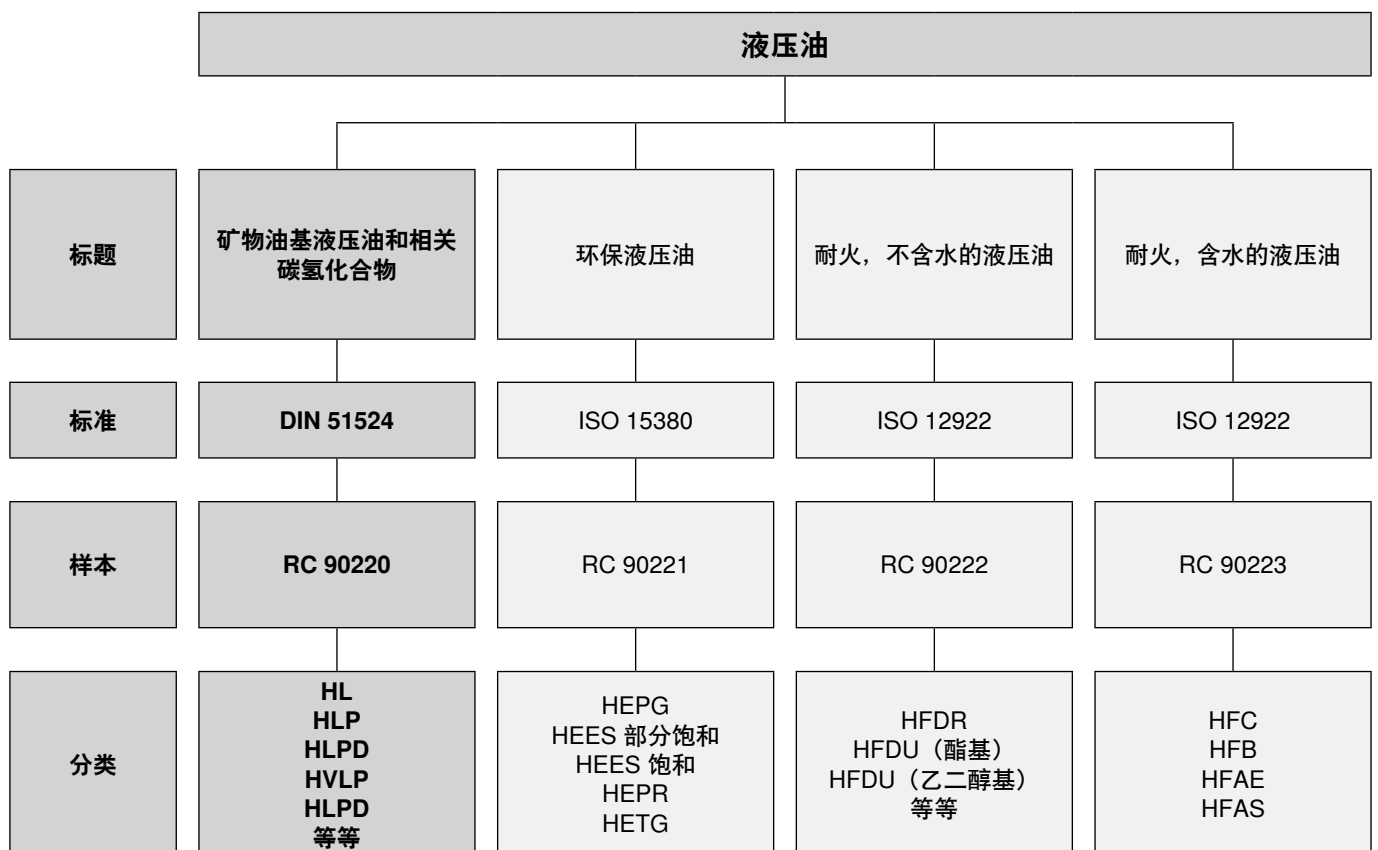 液压油
标题
矿物油基液压油和相关
碳氢化合物
环保液压油
耐火，不含水的液压油
耐火，含水的液压油
标准
DIN 51524
ISO 15380
ISO 12922
ISO 12922
样本
RC 90220
RC 90221
RC 90222
RC 90223
分类
HL
HLP
HLPD
HVLP
HLPD
等等
HEPG
HEES 部分饱和
HEES 饱和
HEPR
HETG
HFDR
HFDU（酯基）
HFDU（乙二醇基）
等等
HFC
HFB
HFAE
HFAS